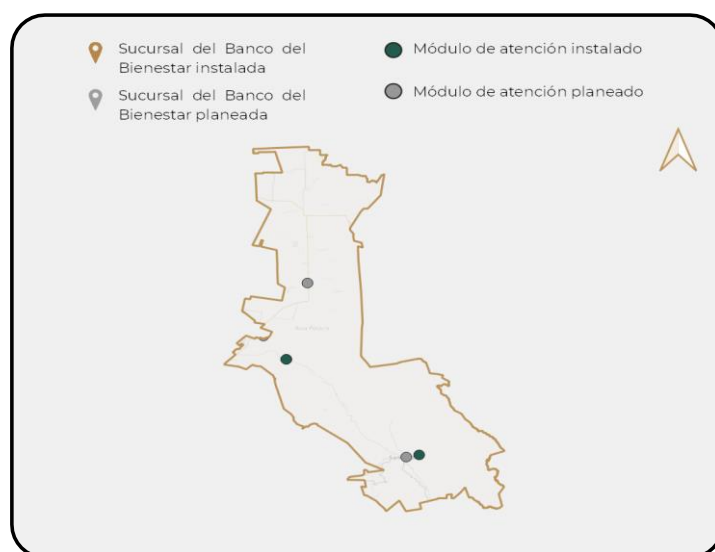 Sucursal del Banco del
Bienestar instalada
Sucursal del Banco del
Bienestar planeada
Módulo de atención instalado
Módulo de atención planeado